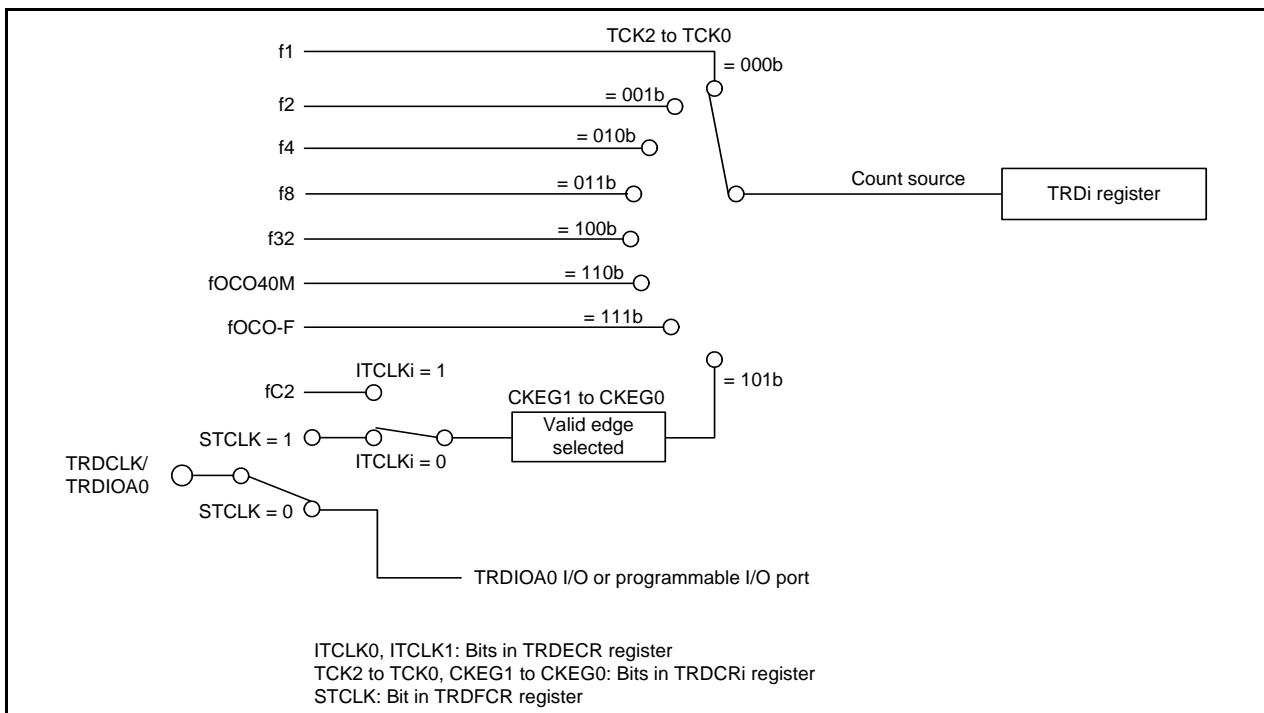 TCK2 to TCK0
f1
= 000b
f2
= 001b
f4
= 010b
f8
= 011b
Count source
TRDi register
f32
= 100b
fOCO40M
= 110b
fOCO-F
= 111b
= 101b
fC2
ITCLKi = 1
CKEG1 to CKEG0
Valid edge
selected
STCLK = 1
ITCLKi = 0
TRDCLK/
TRDIOA0
STCLK = 0
TRDIOA0 I/O or programmable I/O port
ITCLK0, ITCLK1: Bits in TRDECR register
TCK2 to TCK0, CKEG1 to CKEG0: Bits in TRDCRi register
STCLK: Bit in TRDFCR register